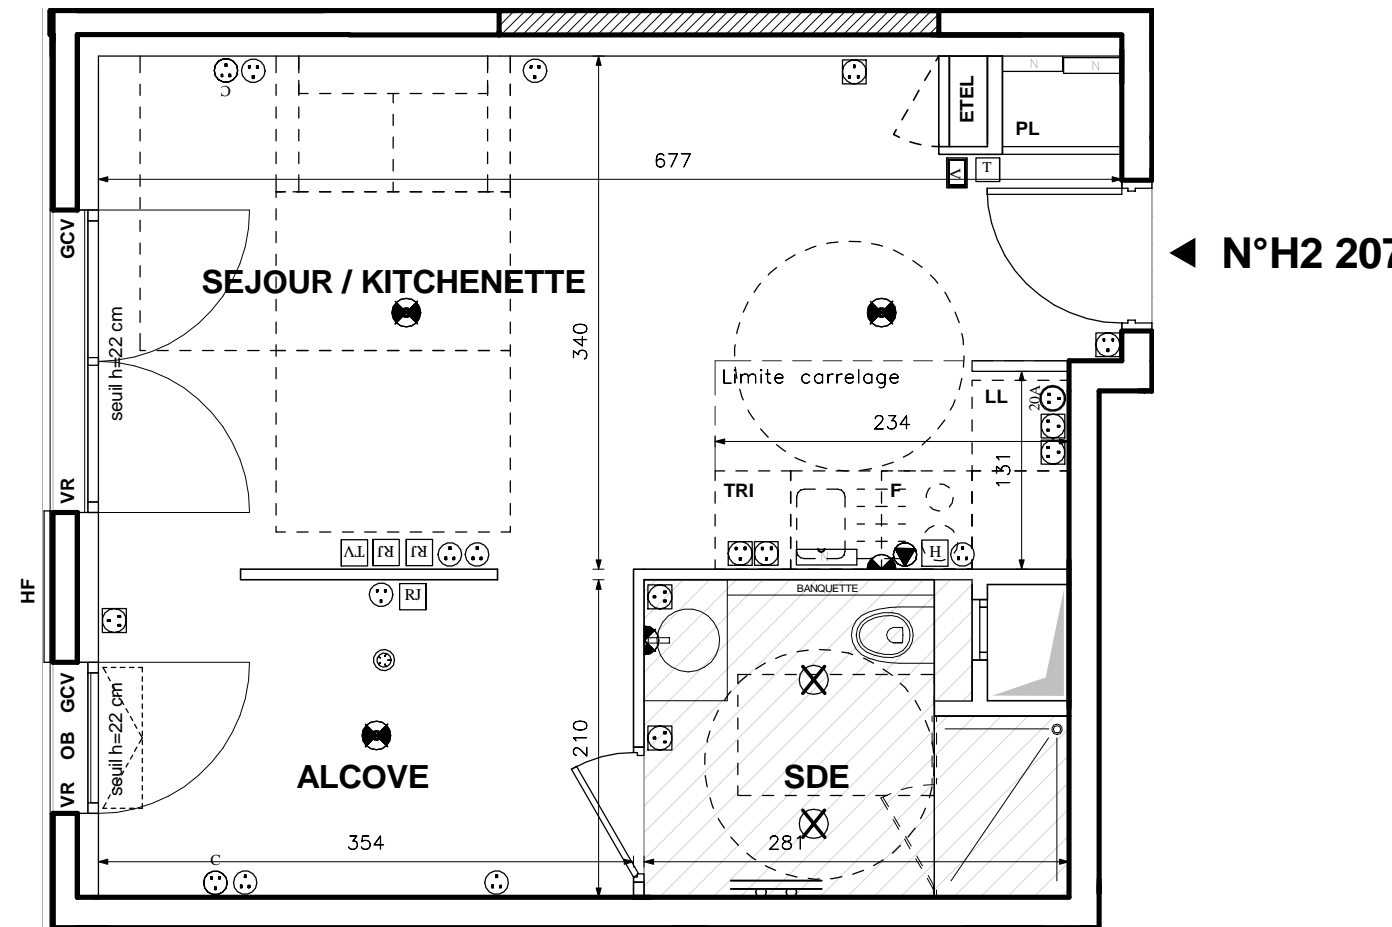 N
N
ETEL
PL
C
677
V
T
GCV
N°H2 207
SEJOUR / KITCHENETTE
seuil h=22 cm
340
Limite carrelage
LL
20A
234
131
VR
TRI
F
TV
RJ
RJ
N
H
HF
BANQUETTE
RJ
GCV
OB
VR
seuil h=22 cm
210
ALCOVE
SDE
354
281
C